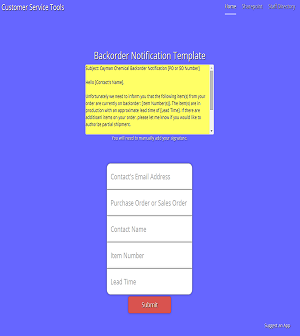 Customer Service Tools
Home Sharepoint Staff Directory
Backorder Notification Template
Subject: Cayman Chemical Backorder Notification [PO or SO Number]
Hello [Contact's Name],
Unfortunately we need to inform you that the following item(s) from your
order are currently on backorder: [Item Number(s)]. The item(s) are in
production with an approximate lead time of [Lead Time]. If there are
additional items on your order, please let me know if you would like to
authorize partial shipments.
You will need to manually add your signature.
Contact's Email Address
Purchase Order or Sales Order
Contact Name
Item Number
Lead Time
Submit
Suggest an App